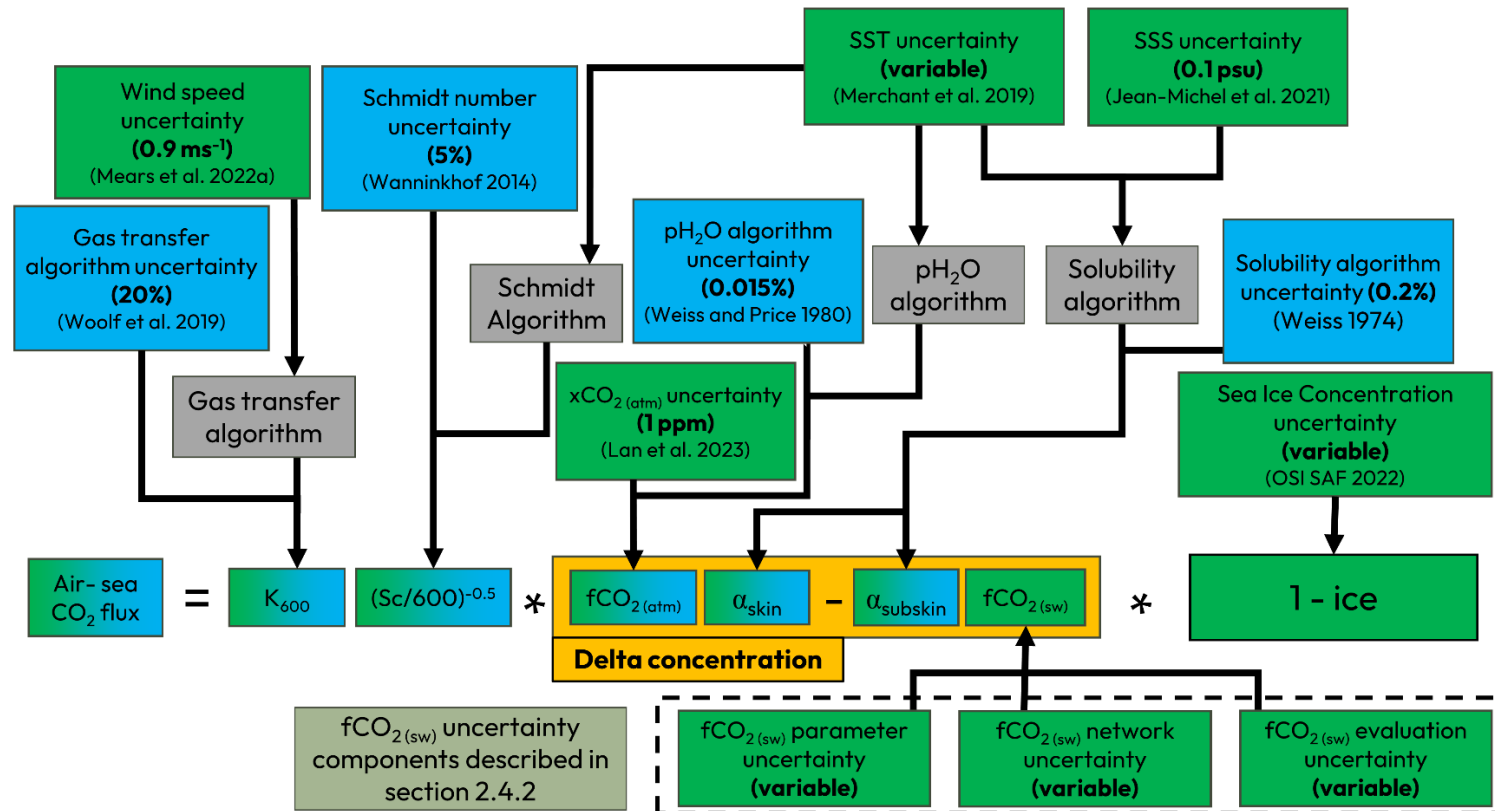 Wind speed
uncertainty
(0.9 ms⁻¹)
(Mears et al. 2022a)
Schmidt number
uncertainty
(5%)
(Wanninkhof 2014)
SST uncertainty
(variable)
(Merchant et al. 2019)
SSS uncertainty
(0.1 psu)
(Jean-Michel et al. 2021)
Gas transfer
algorithm uncertainty
(20%)
(Woolf et al. 2019)
Schmidt
Algorithm
pH₂O algorithm
uncertainty
(0.015%)
(Weiss and Price 1980)
pH₂O
algorithm
Solubility
algorithm
Solubility algorithm
uncertainty (0.2%)
(Weiss 1974)
Gas transfer
algorithm
xCO₂ (atm) uncertainty
(1 ppm)
(Lan et al. 2023)
Sea Ice Concentration
uncertainty
(variable)
(OSI SAF 2022)
Air- sea
CO₂ flux
=
K₆₀₀
(Sc/600)⁻⁰·⁵
*
fCO₂ (atm)
α skin
–
α subskin
fCO₂ (sw)
*
1 - ice
Delta concentration
fCO₂ (sw) uncertainty
components described in
section 2.4.2
fCO₂ (sw) parameter
uncertainty
(variable)
fCO₂ (sw) network
uncertainty
(variable)
fCO₂ (sw) evaluation
uncertainty
(variable)